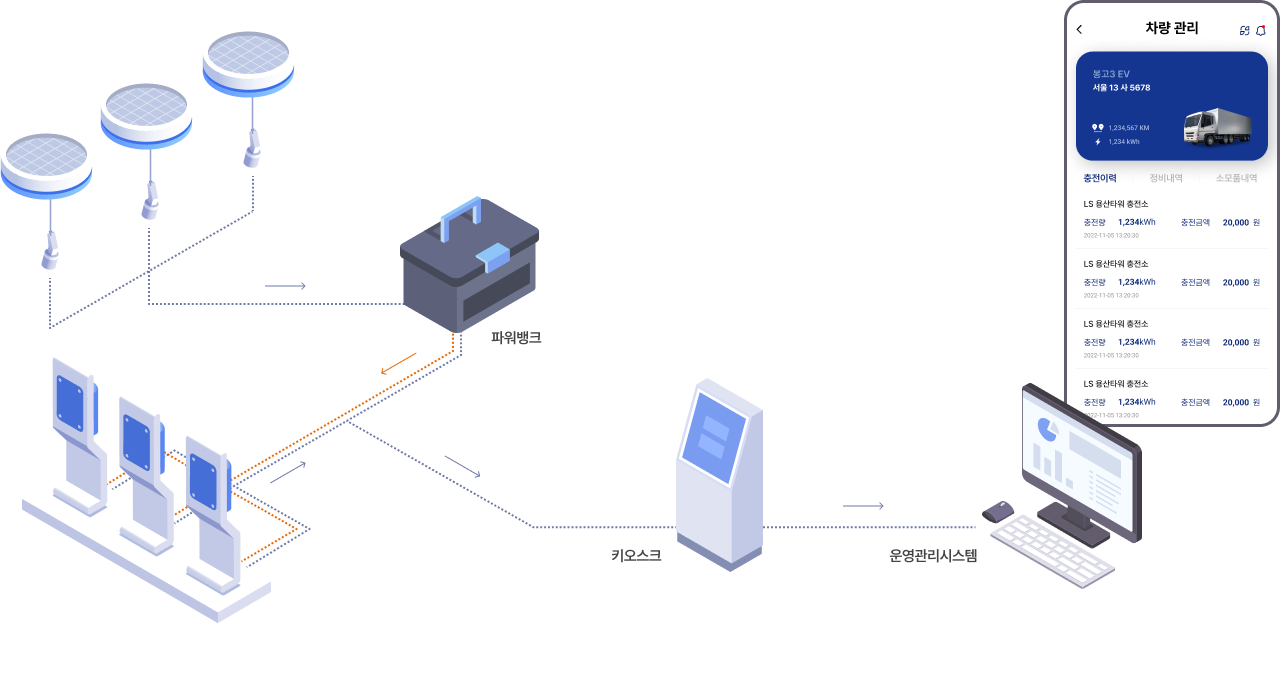 차량 관리
봉고3 EV
서울 13 사 5678
1,234,567 KM
1,234 kWh
충전이력 정비내역 소모품내역
LS 용산타워 충전소
충전량 1,234kWh 충전금액 20,000 원
2022-11-05 13:20:30
LS 용산타워 충전소
충전량 1,234kWh 충전금액 20,000 원
2022-11-05 13:20:30
LS 용산타워 충전소
충전량 1,234kWh 충전금액 20,000 원
2022-11-05 13:20:30
LS 용산타워 충전소
충전량 1,234kWh 충전금액 20,000 원
2022-11-05 13:20:30
파워뱅크
키오스크
운영관리시스템